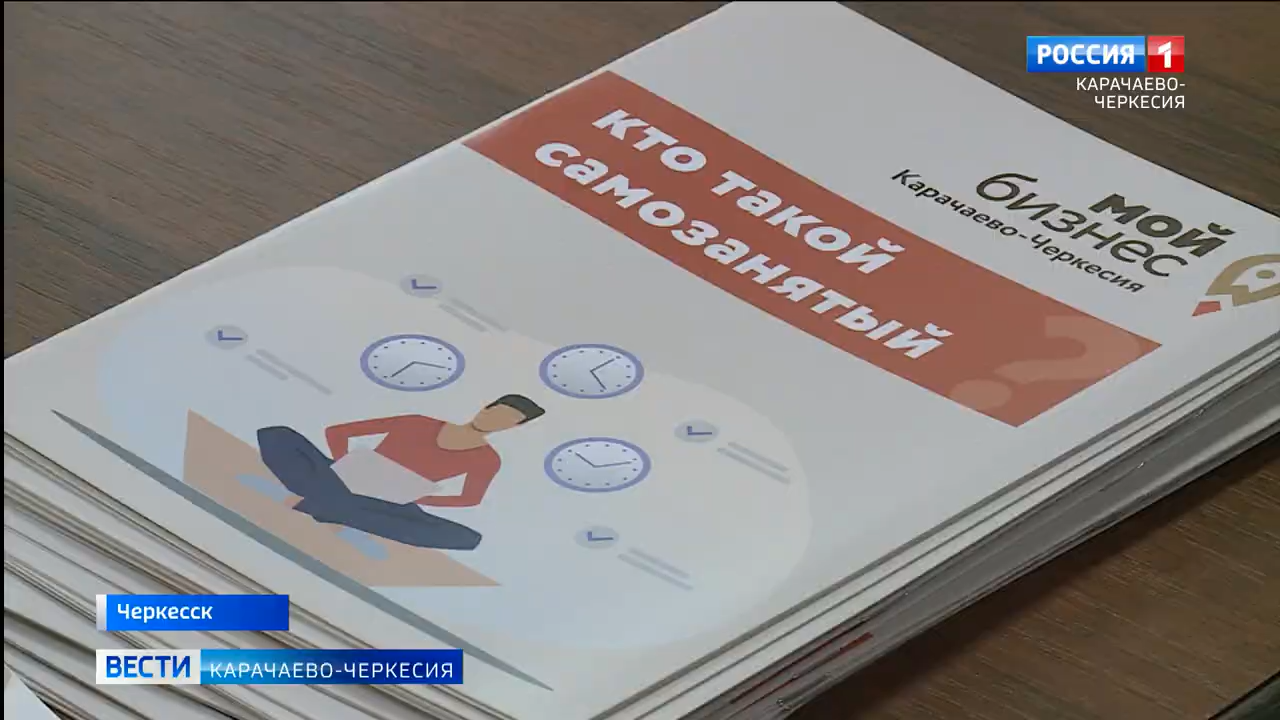 РОССИЯ 1
КАРАЧАЕВО-
ЧЕРКЕСИЯ
мой
бизнес
Карачаево-Черкесия
кто такой
самозанятый
?
Черкесск
ВЕСТИ КАРАЧАЕВО-ЧЕРКЕСИЯ